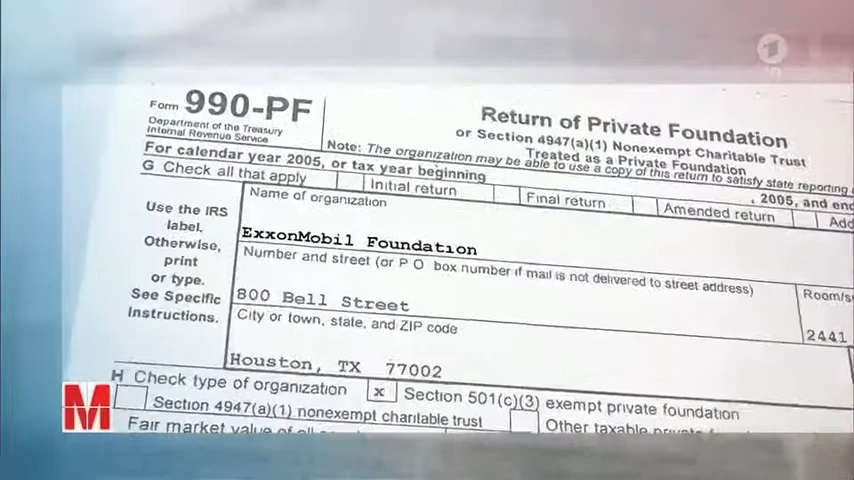 Form 990-PF
Department of the Treasury
Internal Revenue Service
Return of Private Foundation
or Section 4947(a)(1) Nonexempt Charitable Trust
Treated as a Private Foundation
Note: The organization may be able to use a copy of this return to satisfy state reporting
For calendar year 2005, or tax year beginning , 2005, and
G Check all that apply Initial return Final return Amended return
Use the IRS
label.
Otherwise,
print
or type.
See Specific
Instructions.
Name of organization
ExxonMobil Foundation
Number and street (or P O box number if mail is not delivered to street address)
800 Bell Street
Room/s
2441
City or town, state, and ZIP code
Houston, TX 77002
H Check type of organization x Section 501(c)(3) exempt private foundation
Section 4947(a)(1) nonexempt charitable trust Other taxable
Fair market value of
M
1